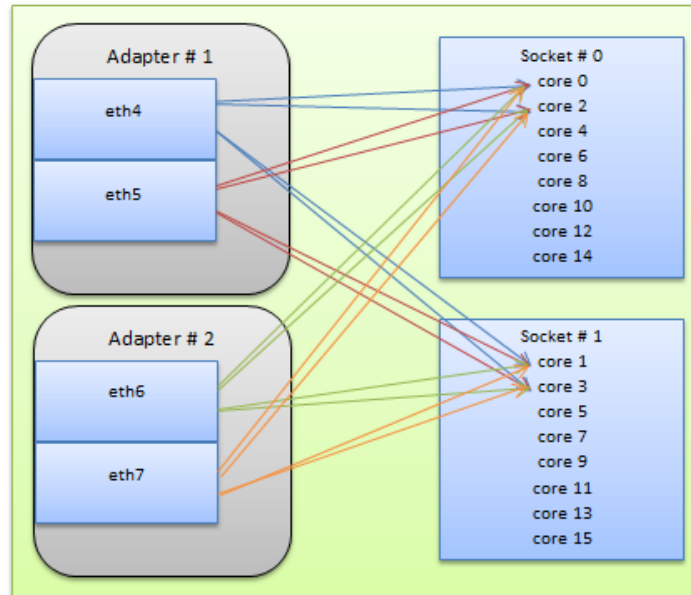 Adapter # 1
eth4
eth5
Adapter # 2
eth6
eth7
Socket # 0
core 0
core 2
core 4
core 6
core 8
core 10
core 12
core 14
Socket # 1
core 1
core 3
core 5
core 7
core 9
core 11
core 13
core 15